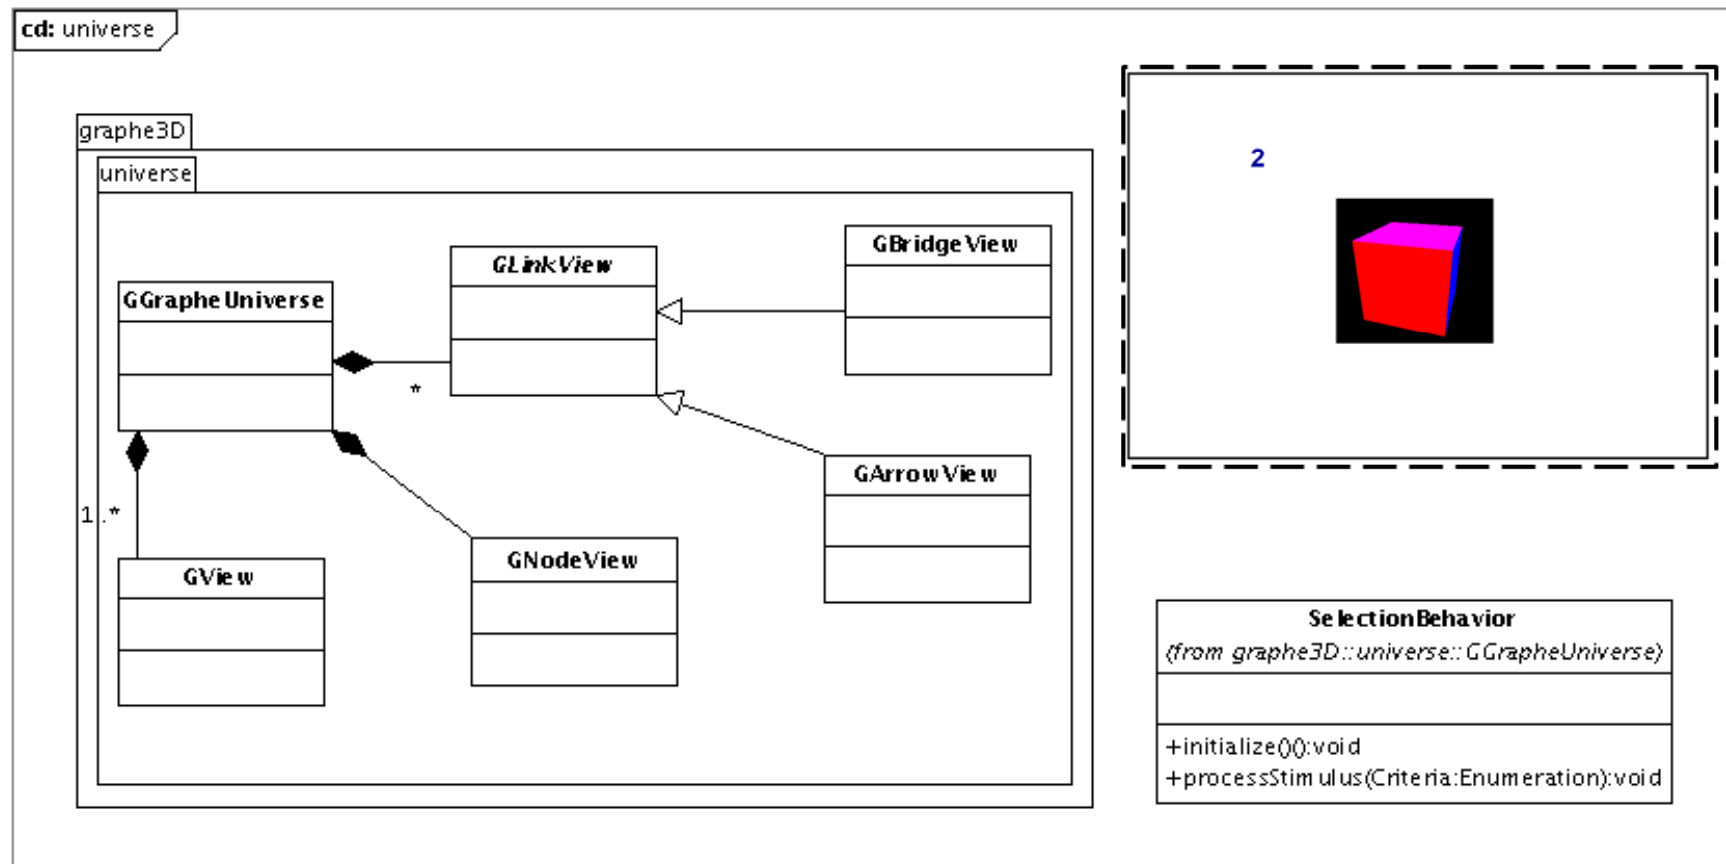 cd: universe
graphe3D
universe
2
GBridgeView
GLinkView
GGrapheUniverse
*
GArrowView
1..*
GNodeView
GView
SelectionBehavior
(from graphe3D::universe::GGrapheUniverse)
+initialize()():void
+processStimulus(Criteria:Enumeration):void